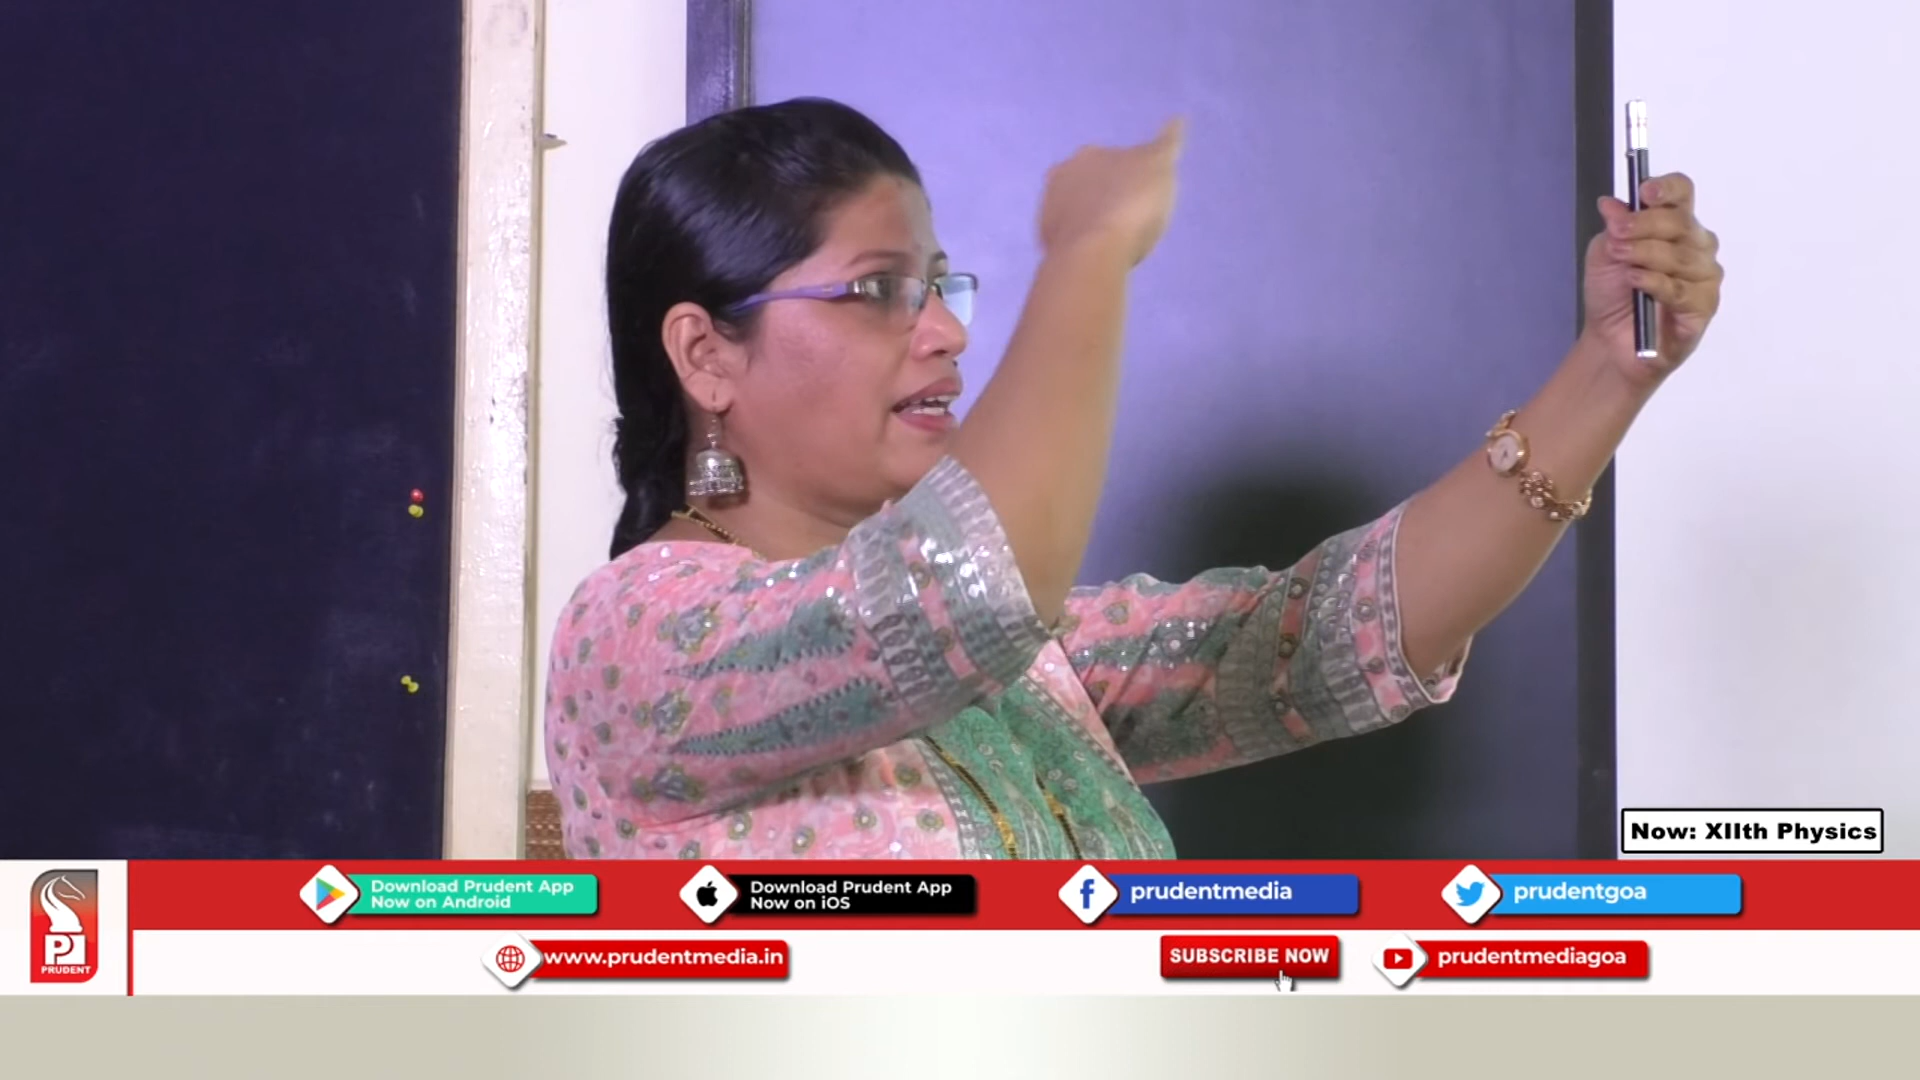 Now: XIIth Physics
Download Prudent App
Now on Android
Download Prudent App
Now on iOS
prudentmedia
prudentgoa
PRUDENT
www.prudentmedia.in
SUBSCRIBE NOW
prudentmediagoa